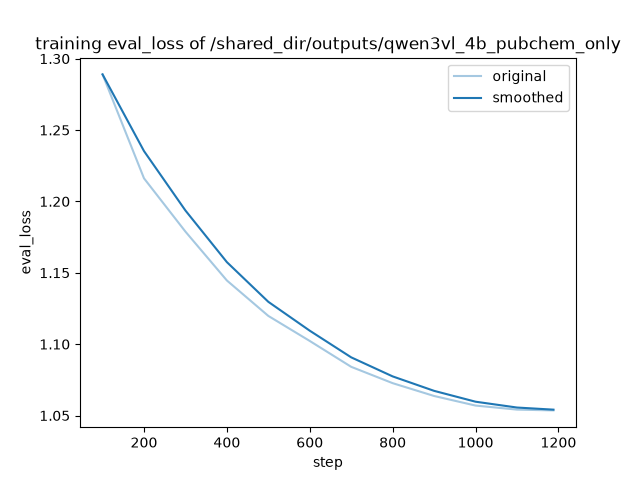 training eval_loss of /shared_dir/outputs/qwen3vl_4b_pubchem_only
original
smoothed
eval_loss
1.30
1.25
1.20
1.15
1.10
1.05
200 400 600 800 1000 1200
step